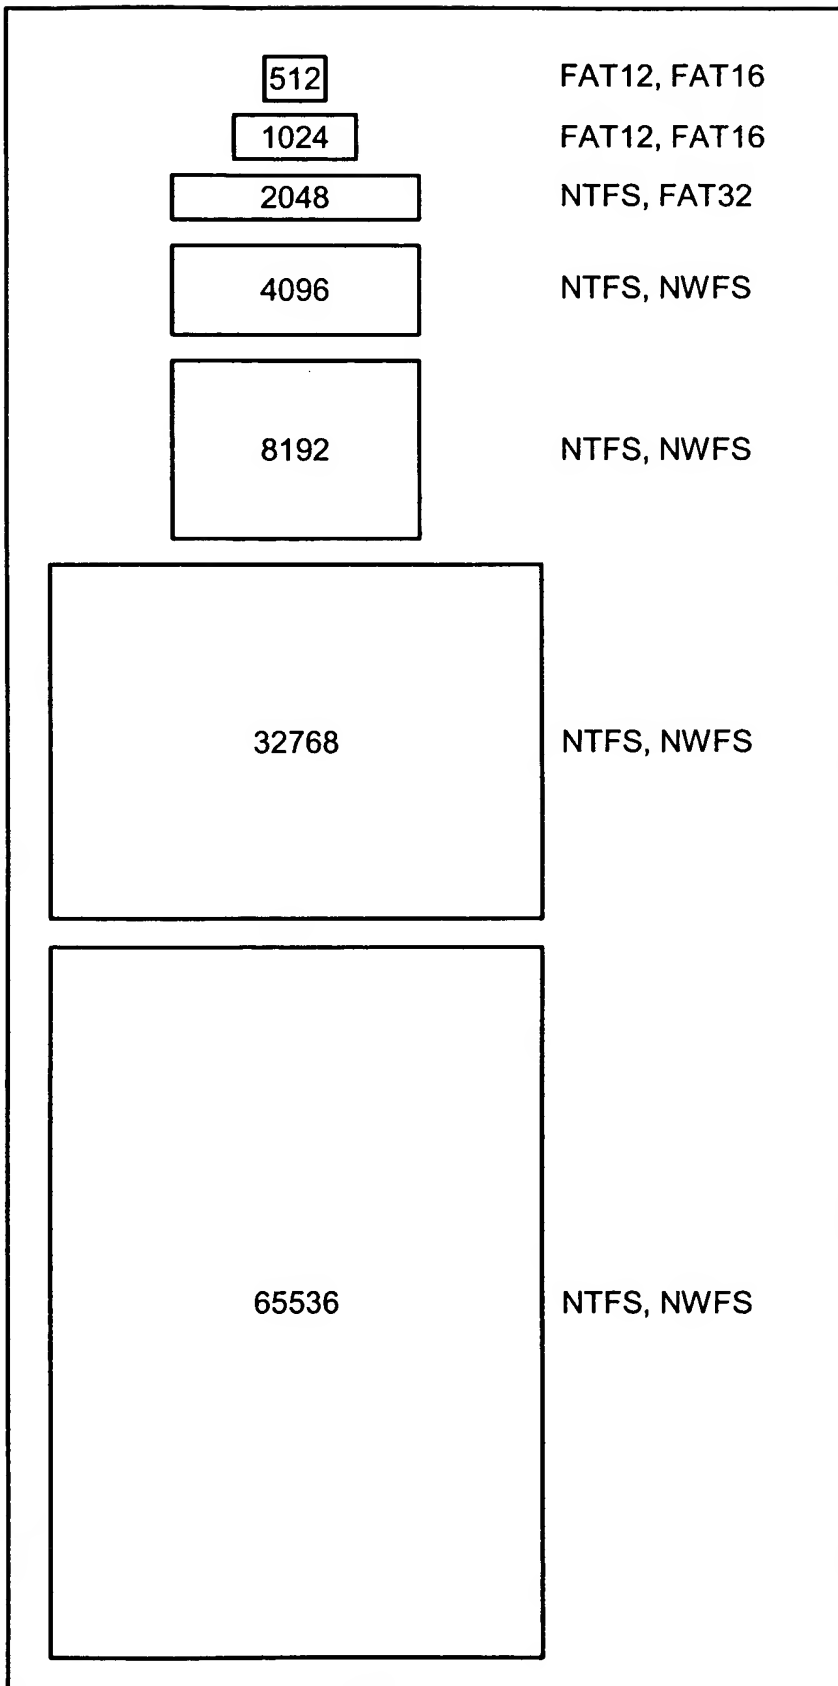 512 FAT12, FAT16
1024 FAT12, FAT16
2048 NTFS, FAT32
4096 NTFS, NWFS
8192 NTFS, NWFS
32768 NTFS, NWFS
65536 NTFS, NWFS